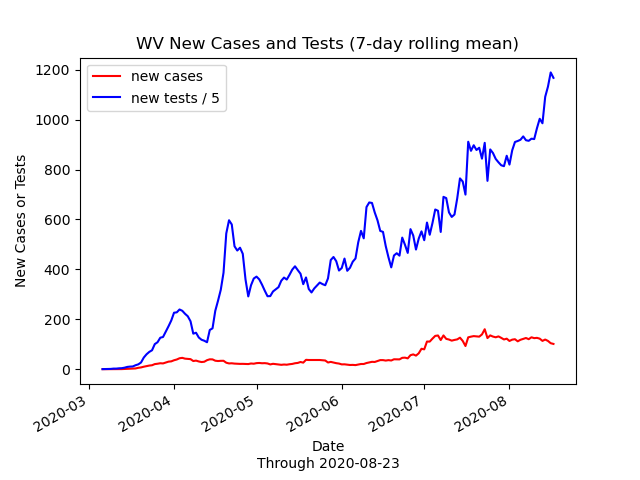 WV New Cases and Tests (7-day rolling mean)
new cases
new tests / 5
New Cases or Tests
1200
1000
800
600
400
200
0
2020-03
2020-04
2020-05
2020-06
2020-07
2020-08
Date
Through 2020-08-23